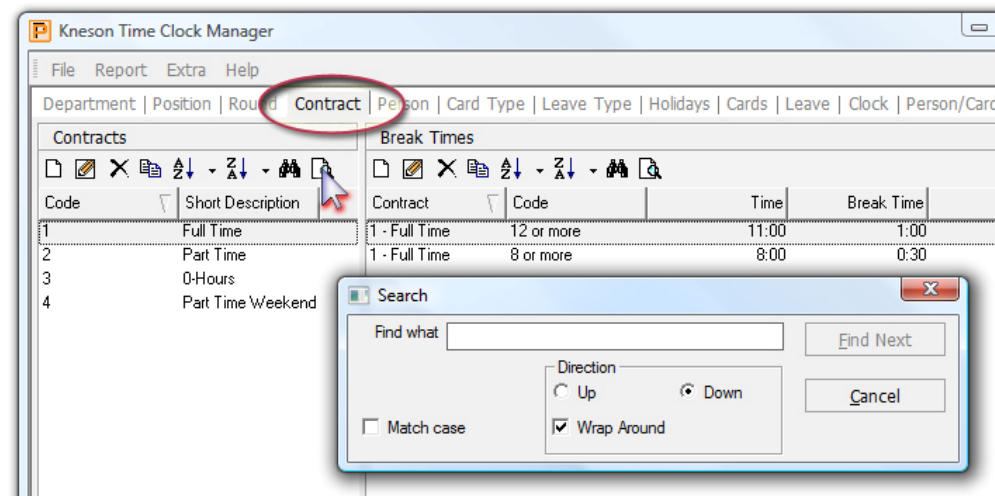 Kneson Time Clock Manager
File Report Extra Help
Department | Position | Round Contract | Person | Card Type | Leave Type | Holidays | Cards | Leave | Clock | Person/Card
Contracts
Break Times
Code Short Description
Contract Code Time Break Time
1 Full Time
1 - Full Time 12 or more 11:00 1:00
2 Part Time
1 - Full Time 8 or more 8:00 0:30
3 0-Hours
4 Part Time Weekend
Search
Find what
Find Next
Direction
Up Down
Cancel
Match case
Wrap Around